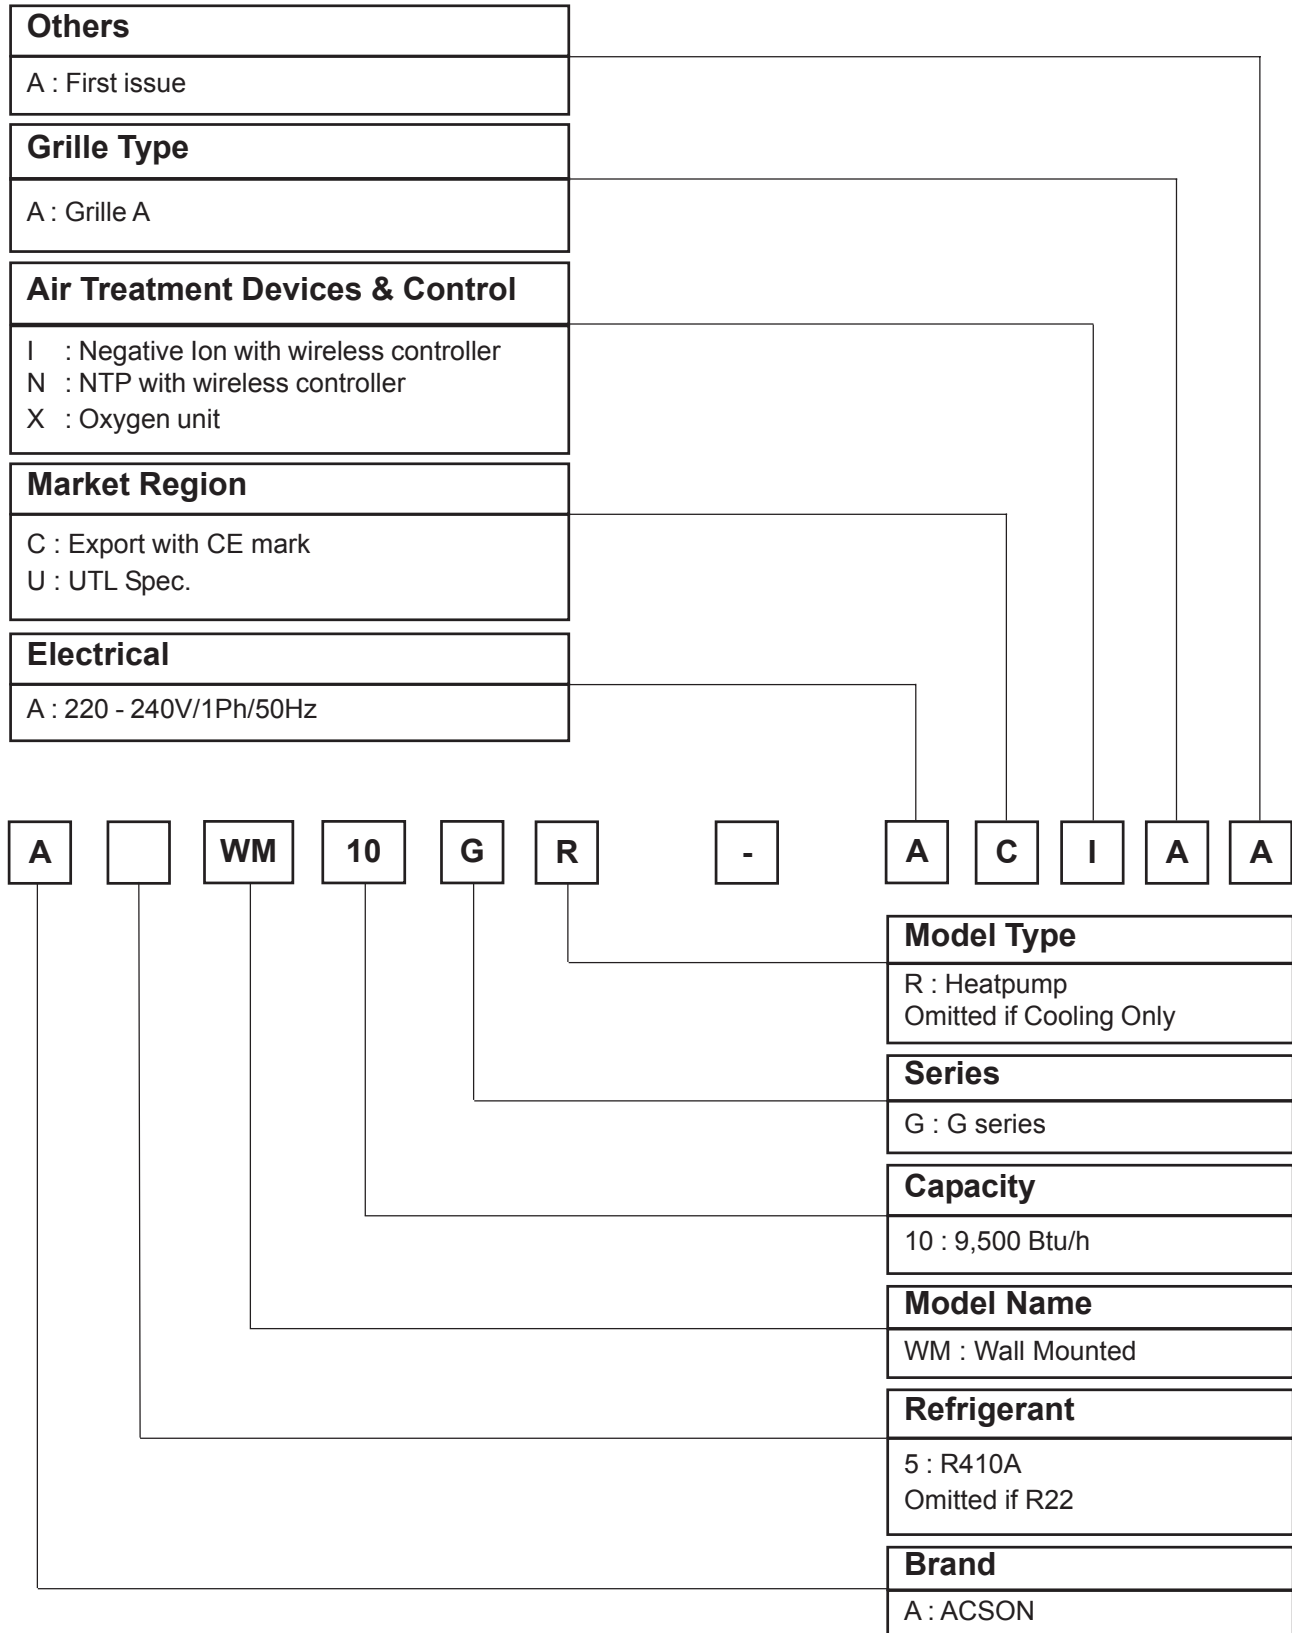 Others
A : First issue
Grille Type
A : Grille A
Air Treatment Devices & Control
I : Negative Ion with wireless controller
N : NTP with wireless controller
X : Oxygen unit
Market Region
C : Export with CE mark
U : UTL Spec.
Electrical
A : 220 - 240V/1Ph/50Hz
A WM 10 G R - A C I A A
Model Type
R : Heatpump
Omitted if Cooling Only
Series
G : G series
Capacity
10 : 9,500 Btu/h
Model Name
WM : Wall Mounted
Refrigerant
5 : R410A
Omitted if R22
Brand
A : ACSON